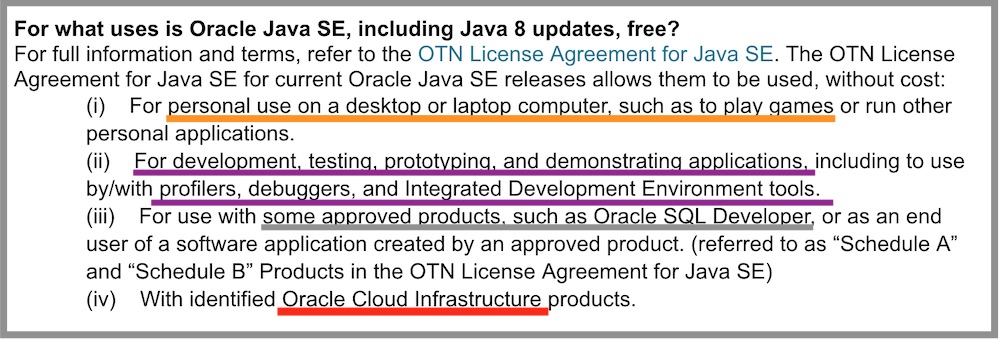 For what uses is Oracle Java SE, including Java 8 updates, free?
For full information and terms, refer to the OTN License Agreement for Java SE. The OTN License
Agreement for Java SE for current Oracle Java SE releases allows them to be used, without cost:
(i) For personal use on a desktop or laptop computer, such as to play games or run other
personal applications.
(ii) For development, testing, prototyping, and demonstrating applications, including to use
by/with profilers, debuggers, and Integrated Development Environment tools.
(iii) For use with some approved products, such as Oracle SQL Developer, or as an end
user of a software application created by an approved product. (referred to as “Schedule A”
and “Schedule B” Products in the OTN License Agreement for Java SE)
(iv) With identified Oracle Cloud Infrastructure products.